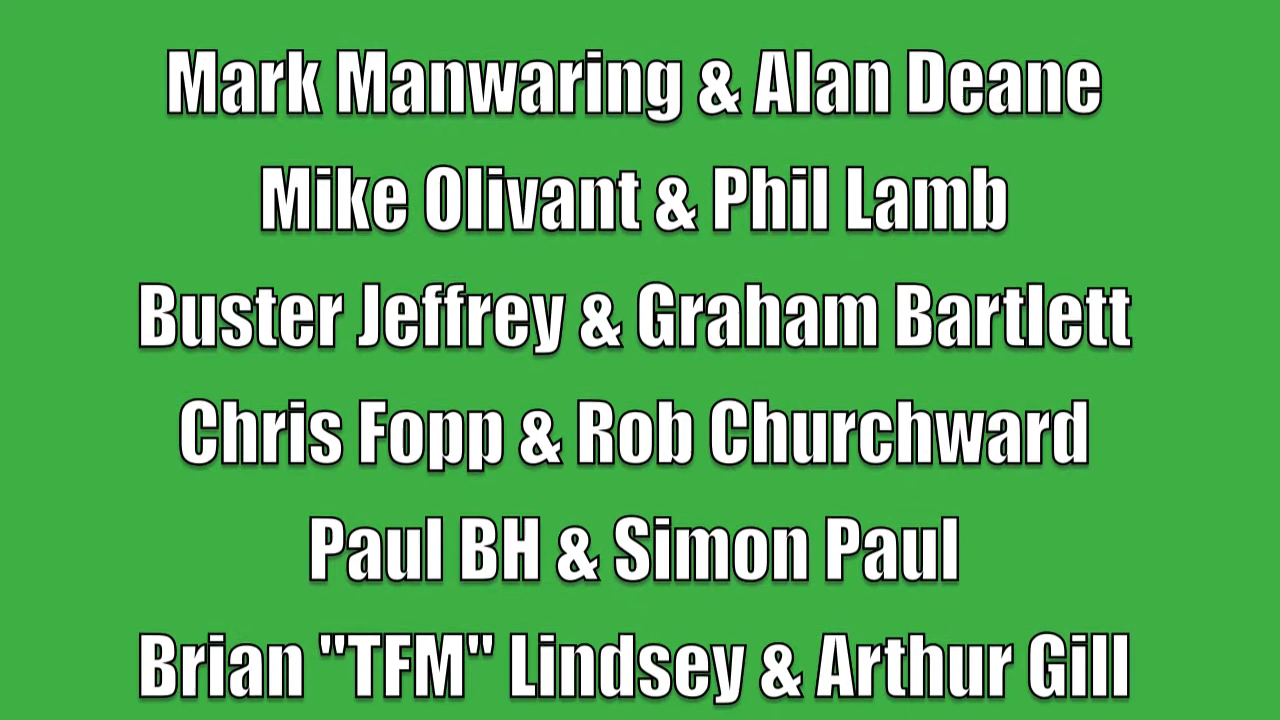 Mark Manwaring & Alan Deane
Mike Olivant & Phil Lamb
Buster Jeffrey & Graham Bartlett
Chris Fopp & Rob Churchward
Paul BH & Simon Paul
Brian "TFM" Lindsey & Arthur Gill